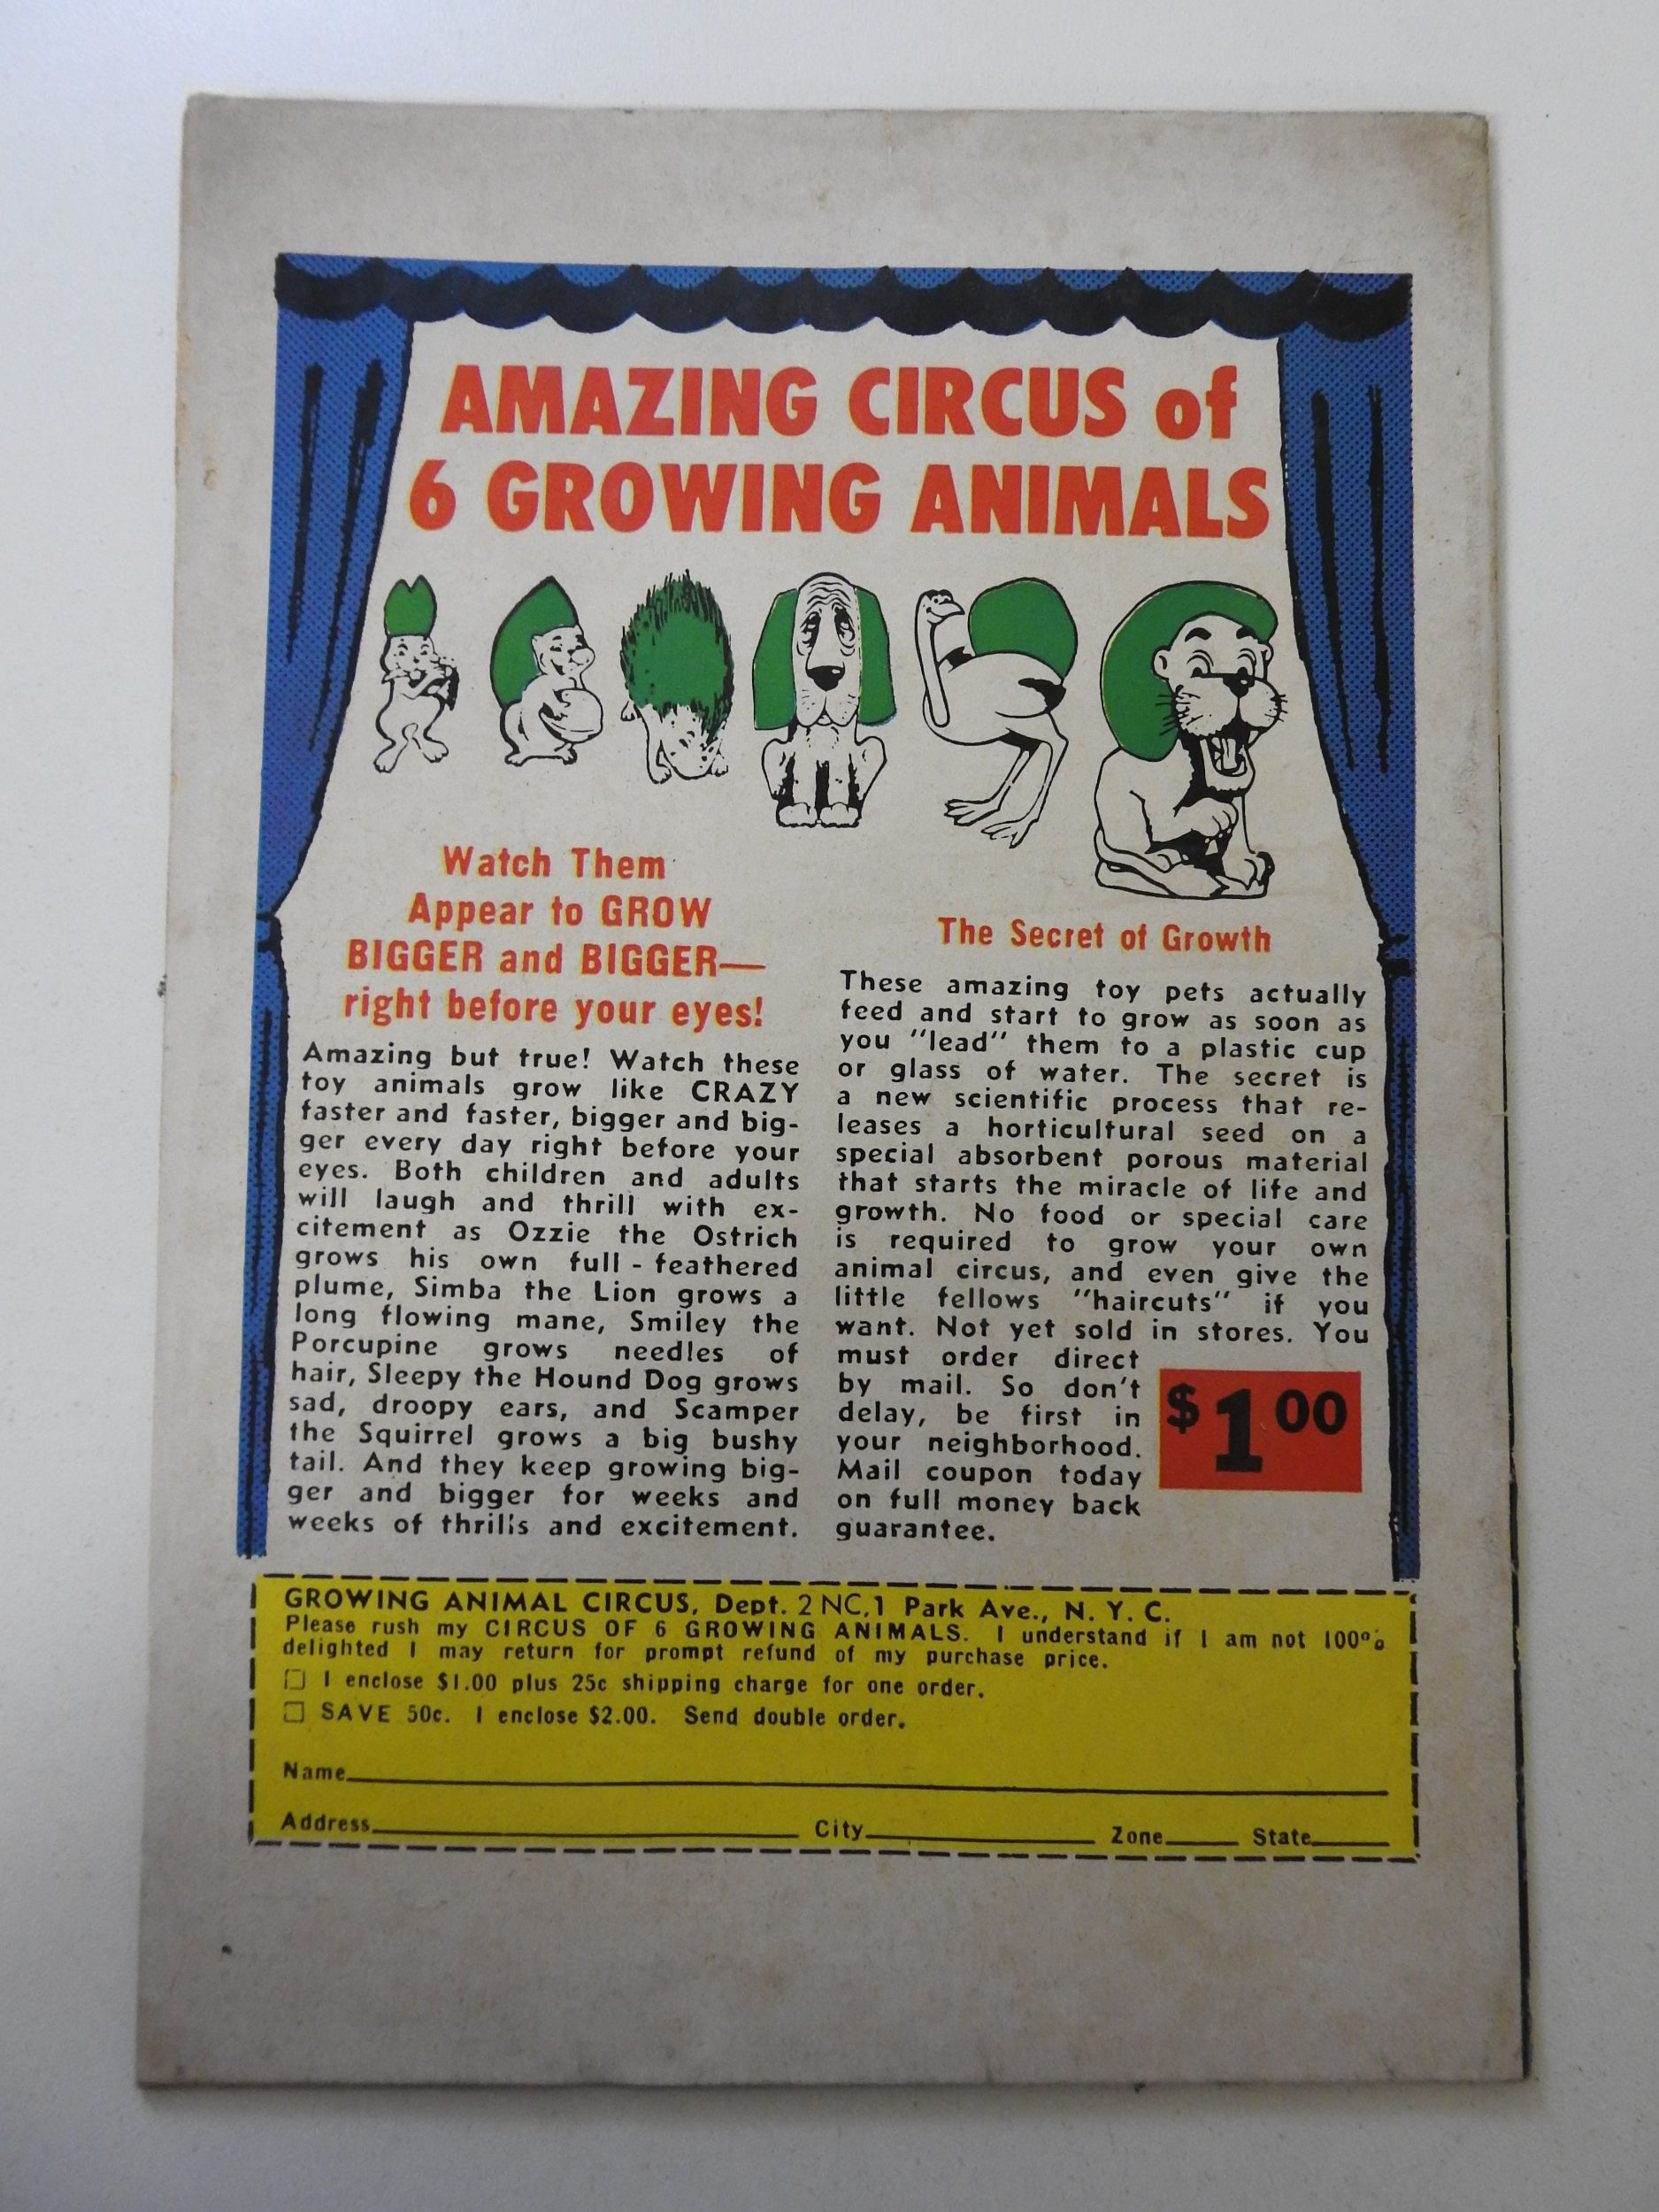 AMAZING CIRCUS of
6 GROWING ANIMALS
Watch Them
Appear to GROW
BIGGER and BIGGER—
right before your eyes!
Amazing but true! Watch these
toy animals grow like CRAZY
faster and faster, bigger and big-
ger every day right before your
eyes. Both children and adults
will laugh and thrill with ex-
citement as Ozzie the Ostrich
grows his own full - feathered
plume, Simba the Lion grows a
long flowing mane, Smiley the
Porcupine grows needles of
hair, Sleepy the Hound Dog grows
sad, droopy ears, and Scamper
the Squirrel grows a big bushy
tail. And they keep growing big-
ger and bigger for weeks and
weeks of thrills and excitement.
The Secret of Growth
These amazing toy pets actually
feed and start to grow as soon as
you "lead" them to a plastic cup
or glass of water. The secret is
a new scientific process that re-
leases a horticultural seed on a
special absorbent porous material
that starts the miracle of life and
growth. No food or special care
is required to grow your own
animal circus, and even give the
little fellows "haircuts" if you
want. Not yet sold in stores. You
must order direct
by mail. So don't
delay, be first in
your neighborhood.
Mail coupon today
on full money back
guarantee.
$1 00
GROWING ANIMAL CIRCUS, Dept. 2 NC,1 Park Ave., N. Y. C.
Please rush my CIRCUS OF 6 GROWING ANIMALS. I understand if I am not 100%
delighted I may return for prompt refund of my purchase price.
☐ I enclose $1.00 plus 25c shipping charge for one order.
☐ SAVE 50c. I enclose $2.00. Send double order.
Name
Address City Zone State